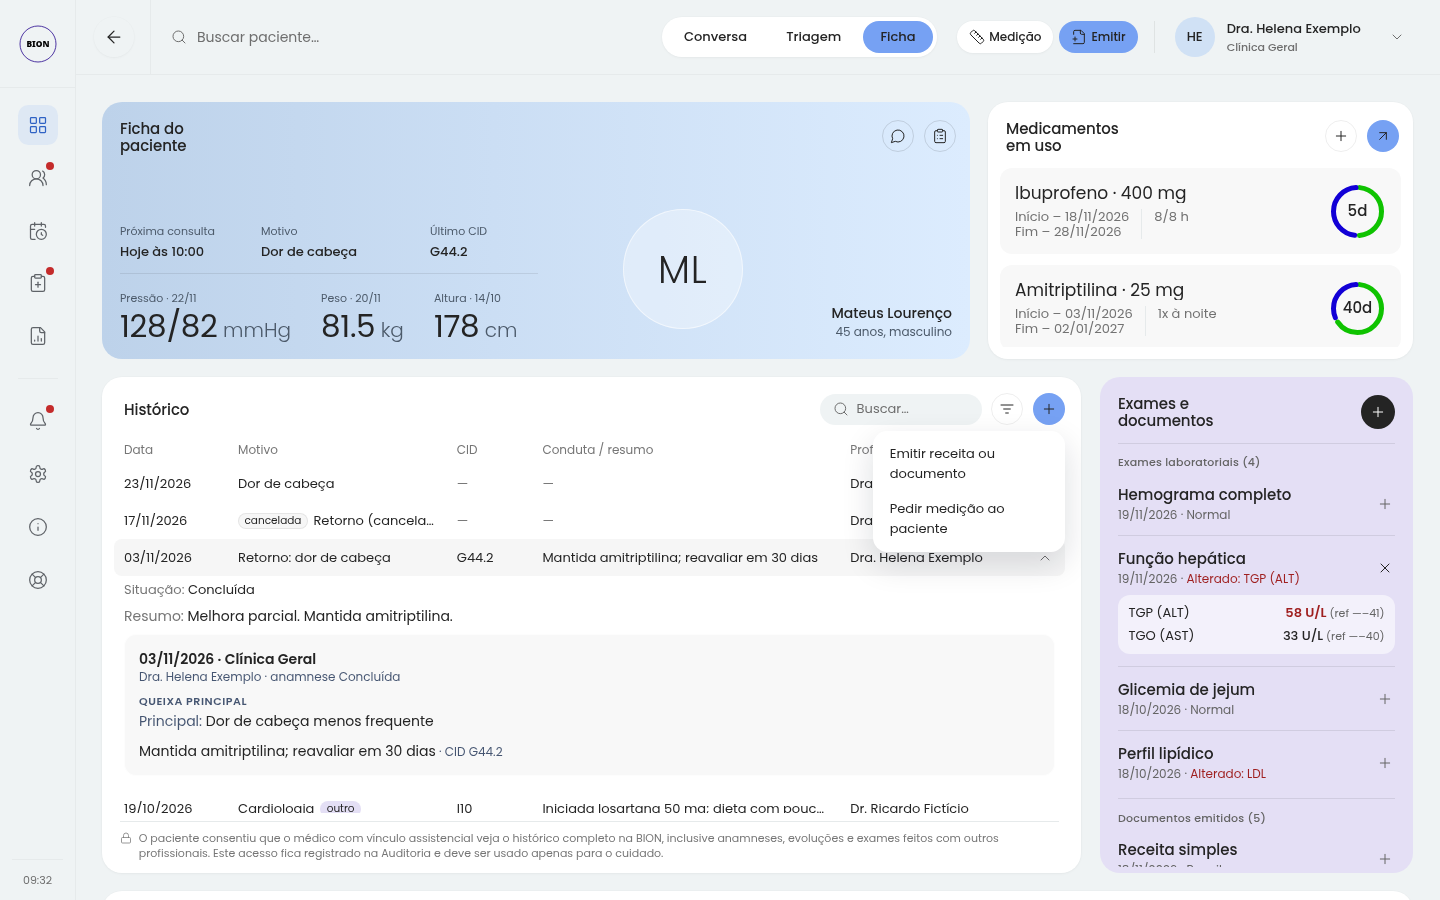 BION
Buscar paciente...
Conversa
Triagem
Ficha
Medição
Emitir
HE
Dra. Helena Exemplo
Clínica Geral
Ficha do
paciente
Próxima consulta
Hoje às 10:00
Motivo
Dor de cabeça
Último CID
G44.2
Pressão · 22/11
128/82 mmHg
Peso · 20/11
81.5 kg
Altura · 14/10
178 cm
ML
Mateus Lourenço
45 anos, masculino
Medicamentos
em uso
Ibuprofeno · 400 mg
Início – 18/11/2026
8/8 h
Fim – 28/11/2026
5d
Amitriptilina · 25 mg
Início – 03/11/2026
1x à noite
Fim – 02/01/2027
40d
Histórico
Buscar...
Data
Motivo
CID
Conduta / resumo
Prof
Emitir receita ou
documento
Pedir medição ao
paciente
23/11/2026
Dor de cabeça
—
—
Dra
17/11/2026
cancelada
Retorno (cancela...
—
—
Dra
03/11/2026
Retorno: dor de cabeça
G44.2
Mantida amitriptilina; reavaliar em 30 dias
Dra. Helena Exemplo
Situação: Concluída
Resumo: Melhora parcial. Mantida amitriptilina.
03/11/2026 · Clínica Geral
Dra. Helena Exemplo · anamnese Concluída
QUEIXA PRINCIPAL
Principal: Dor de cabeça menos frequente
Mantida amitriptilina; reavaliar em 30 dias · CID G44.2
19/10/2026
Cardiologia
outro
I10
Iniciada losartana 50 mg; dieta com pouc...
Dr. Ricardo Fictício
O paciente consentiu que o médico com vínculo assistencial veja o histórico completo na BION, inclusive anamneses, evoluções e exames feitos com outros
profissionais. Este acesso fica registrado na Auditoria e deve ser usado apenas para o cuidado.
Exames e
documentos
Exames laboratoriais (4)
Hemograma completo
19/11/2026 · Normal
Função hepática
19/11/2026 · Alterado: TGP (ALT)
TGP (ALT)
58 U/L (ref —–41)
TGO (AST)
33 U/L (ref —–40)
Glicemia de jejum
18/10/2026 · Normal
Perfil lipídico
18/10/2026 · Alterado: LDL
Documentos emitidos (5)
Receita simples
09:32